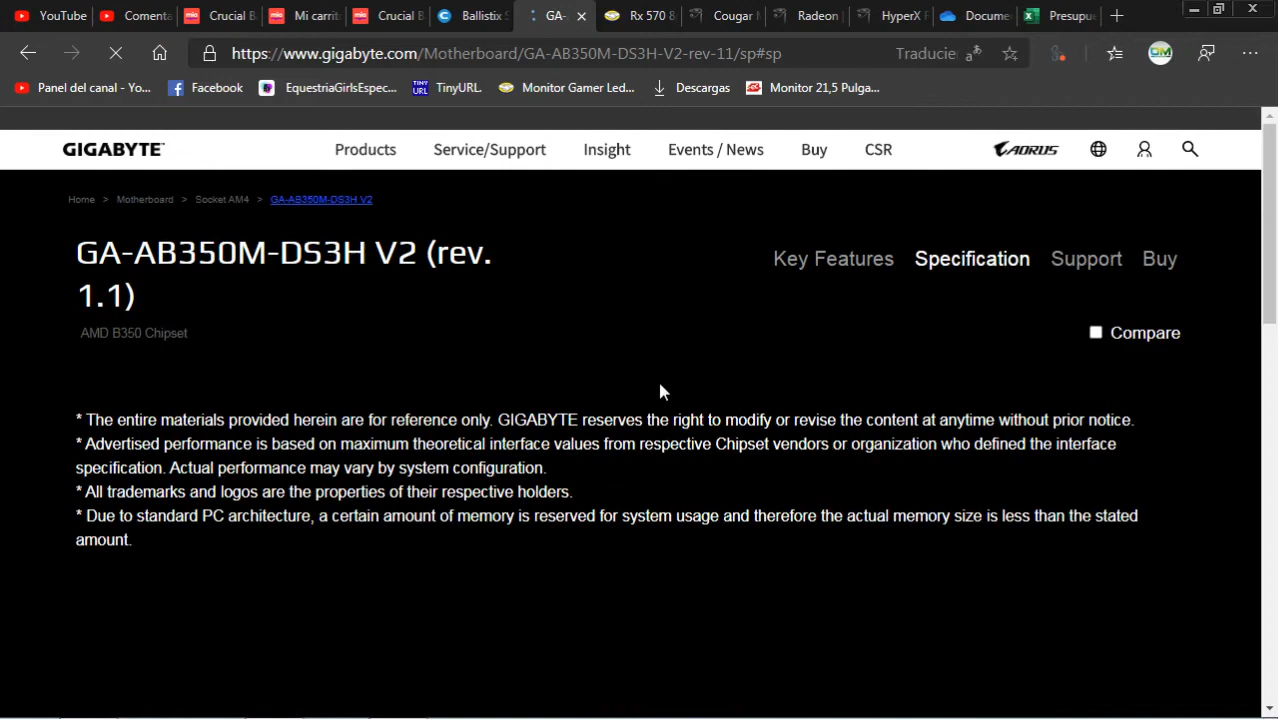 YouTube
Comenta
Crucial B
Mi carrit
Crucial B
Ballistix S
GA-
Rx 570 8
Cougar M
Radeon
HyperX F
Docume
Presupu
https://www.gigabyte.com/Motherboard/GA-AB350M-DS3H-V2-rev-11/sp#sp
Traducie
Panel del canal - Yo...
Facebook
EquestriaGirlsEspec...
TinyURL
Monitor Gamer Led...
Descargas
Monitor 21,5 Pulga...
GIGABYTE
Products
Service/Support
Insight
Events / News
Buy
CSR
AORUS
Home > Motherboard > Socket AM4 > GA-AB350M-DS3H V2
GA-AB350M-DS3H V2 (rev.
1.1)
AMD B350 Chipset
Key Features
Specification
Support
Buy
Compare
* The entire materials provided herein are for reference only. GIGABYTE reserves the right to modify or revise the content at anytime without prior notice.
* Advertised performance is based on maximum theoretical interface values from respective Chipset vendors or organization who defined the interface
specification. Actual performance may vary by system configuration.
* All trademarks and logos are the properties of their respective holders.
* Due to standard PC architecture, a certain amount of memory is reserved for system usage and therefore the actual memory size is less than the stated
amount.